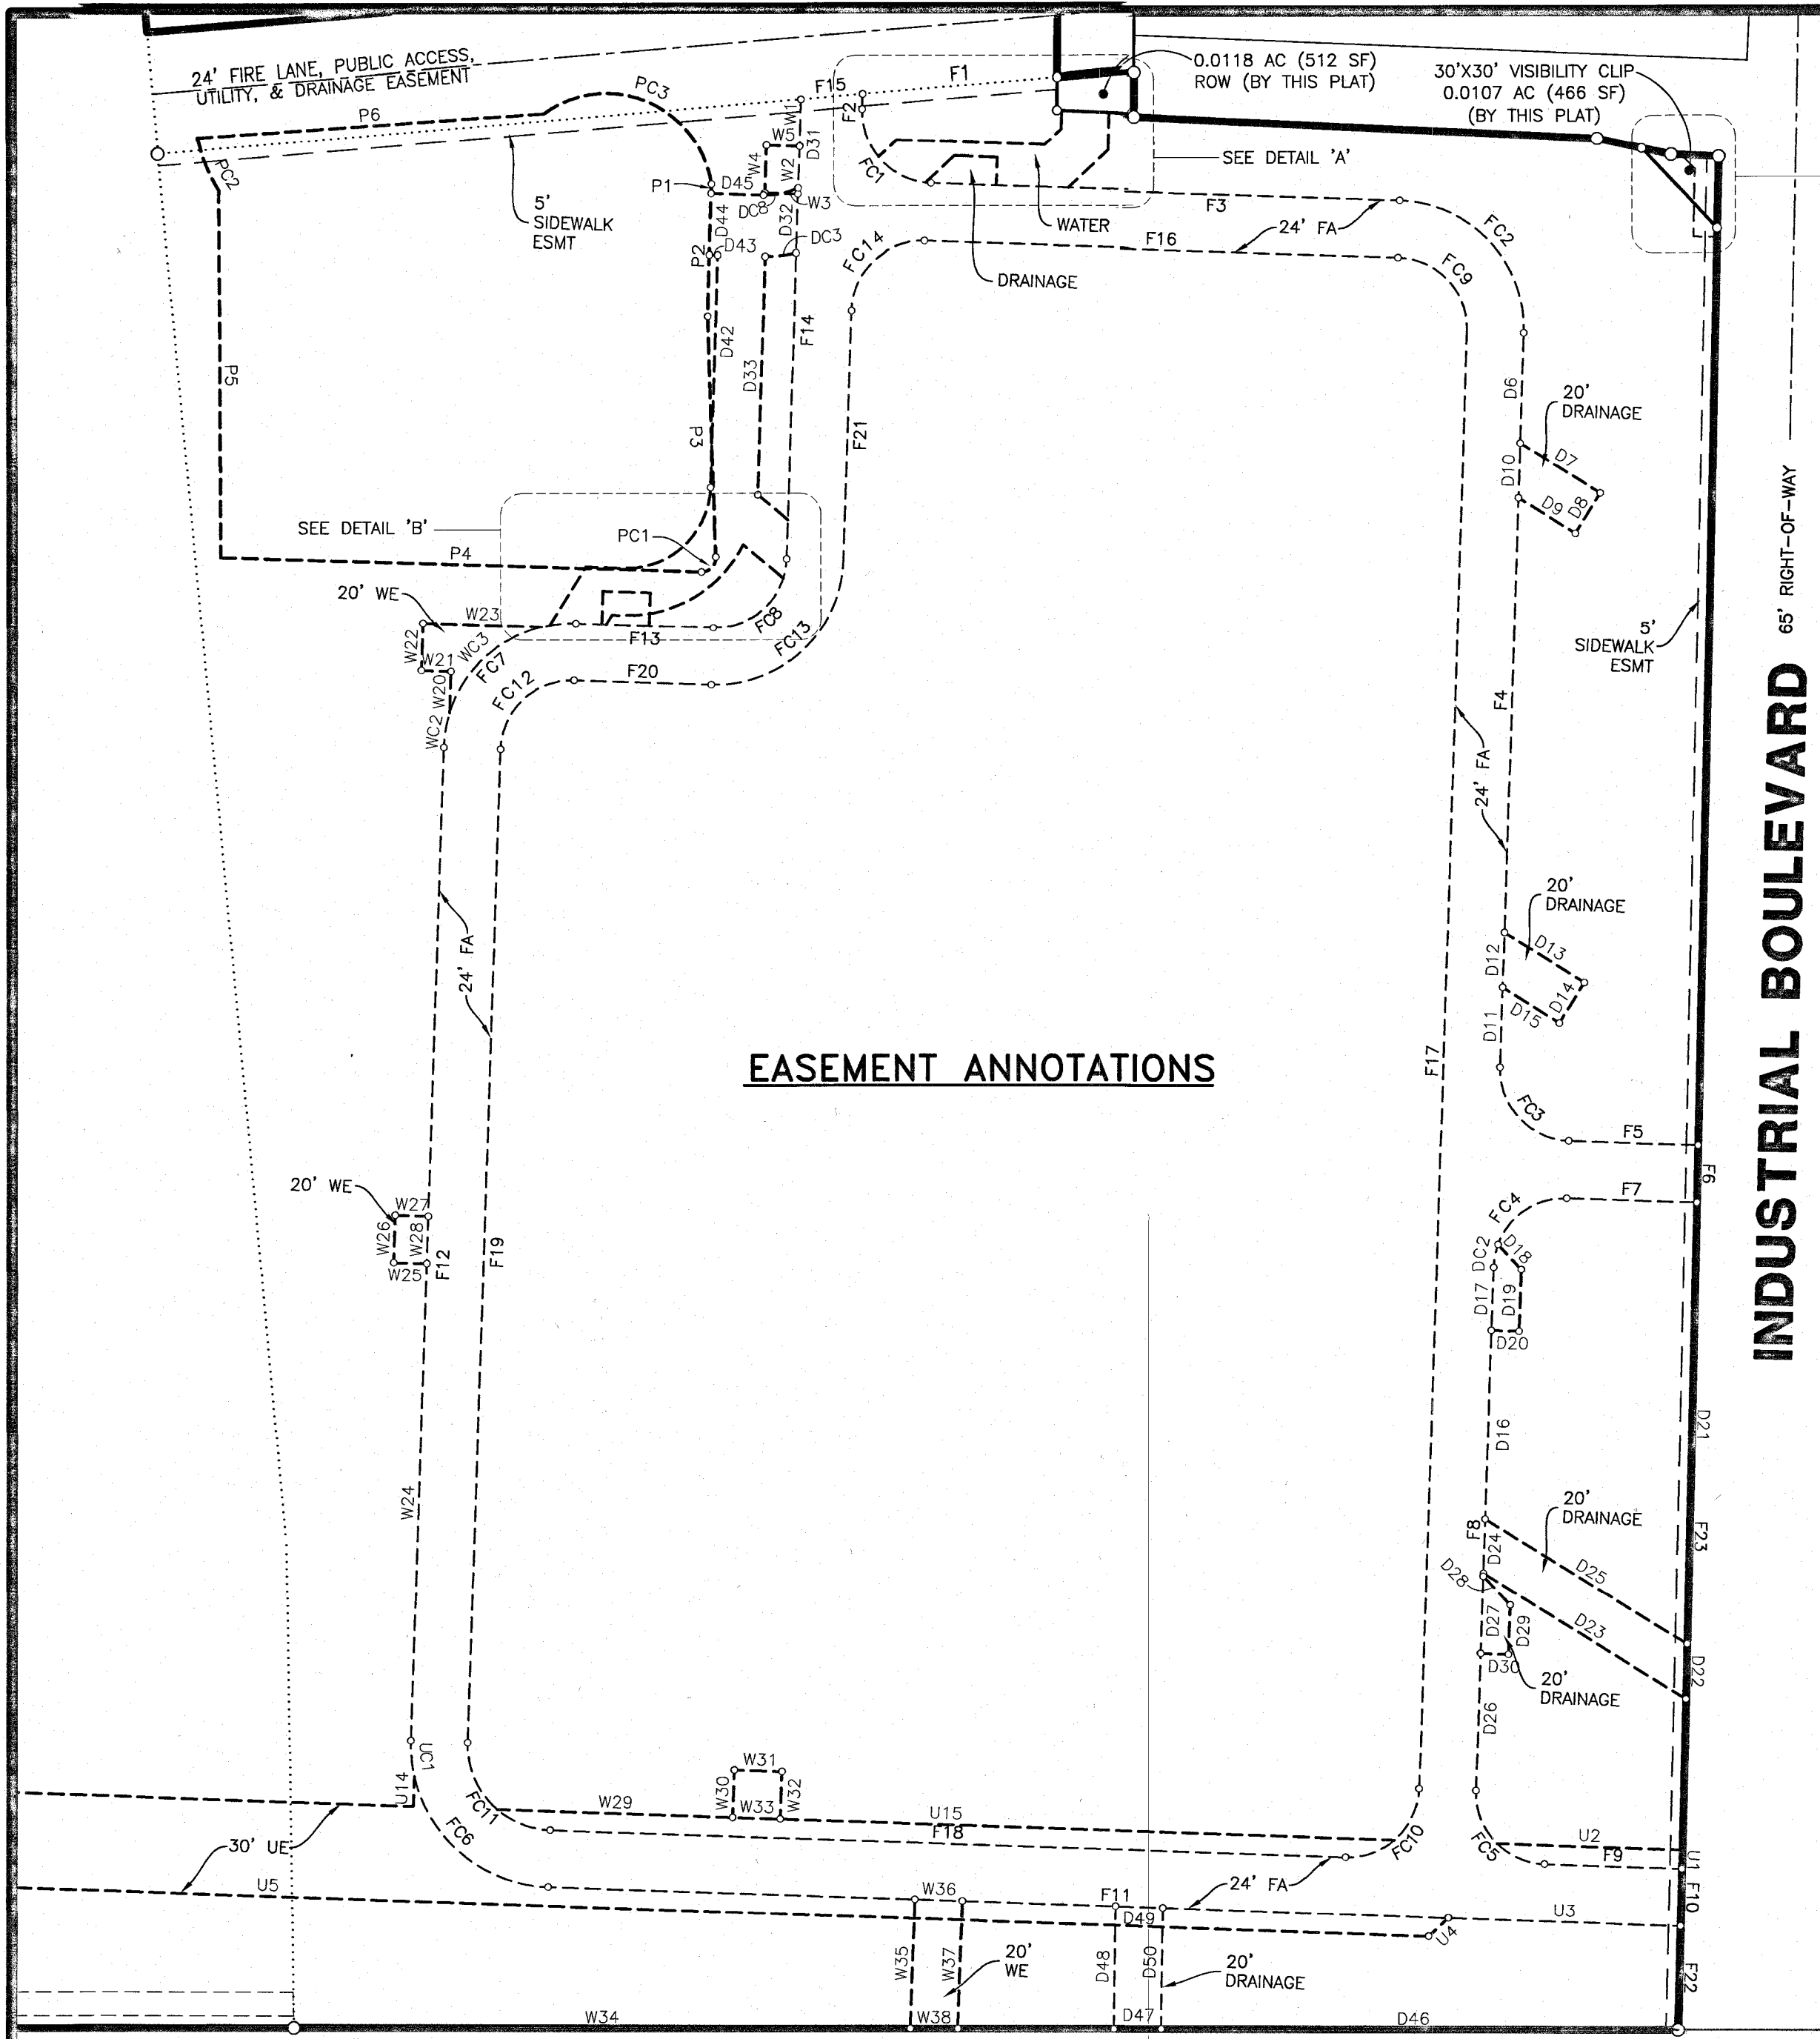 24' FIRE LANE, PUBLIC ACCESS,
UTILITY, & DRAINAGE EASEMENT
P6
PC3
PC2
5'
SIDEWALK
ESMT
F15
F1
F2
W1
W5
D31
W4
W2
P1
D45
DC8
W3
D44
D32
DC3
P2
D43
FC1
0.0118 AC (512 SF)
ROW (BY THIS PLAT)
30'X30' VISIBILITY CLIP
0.0107 AC (466 SF)
(BY THIS PLAT)
SEE DETAIL 'A'
WATER
F3
24' FA
FC2
FC14
F16
FC9
DRAINAGE
F14
D42
D33
P5
F21
P3
D6
20'
DRAINAGE
D7
D10
D9
D8
SEE DETAIL 'B'
PC1
P4
20' WE
W23
F13
FC8
FC13
W22
W21
WC3
FC7
W20
FC12
F20
WC2
5'
SIDEWALK
ESMT
65' RIGHT-OF-WAY
INDUSTRIAL BOULEVARD
F4
24' FA
24' FA
20'
DRAINAGE
D13
D12
D14
D15
D11
F17
EASEMENT ANNOTATIONS
FC3
F5
F6
F7
FC4
20' WE
W27
W26
W28
W25
F12
F19
DC2
D18
D17
D19
D20
D21
D16
W24
20'
DRAINAGE
F8
F23
D24
D25
D28
D23
D27
D29
D30
D22
20'
DRAINAGE
D26
UC1
U14
FC11
FC6
W29
W31
W30
W32
W33
U15
F18
FC10
FC5
U2
F9
U1
30' UE
U5
W36
F11
D49
24' FA
F10
U3
U4
W35
W37
20'
WE
D48
D50
20'
DRAINAGE
F22
W34
W38
D47
D46